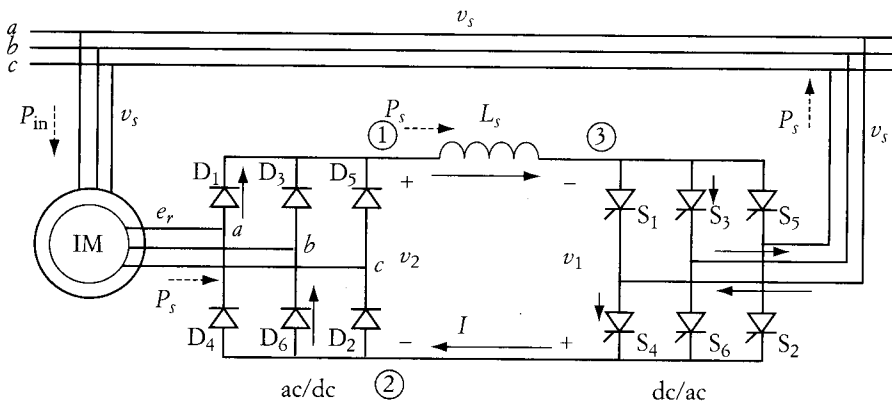 v_s
a
b
c
P_in
v_s
P_s
L_s
P_s
v_s
1
3
D_1
D_3
D_5
+
−
S_1
S_3
S_5
e_r
a
IM
b
c
v_2
v_1
P_s
D_4
D_6
D_2
−
I
+
S_4
S_6
S_2
ac/dc
2
dc/ac